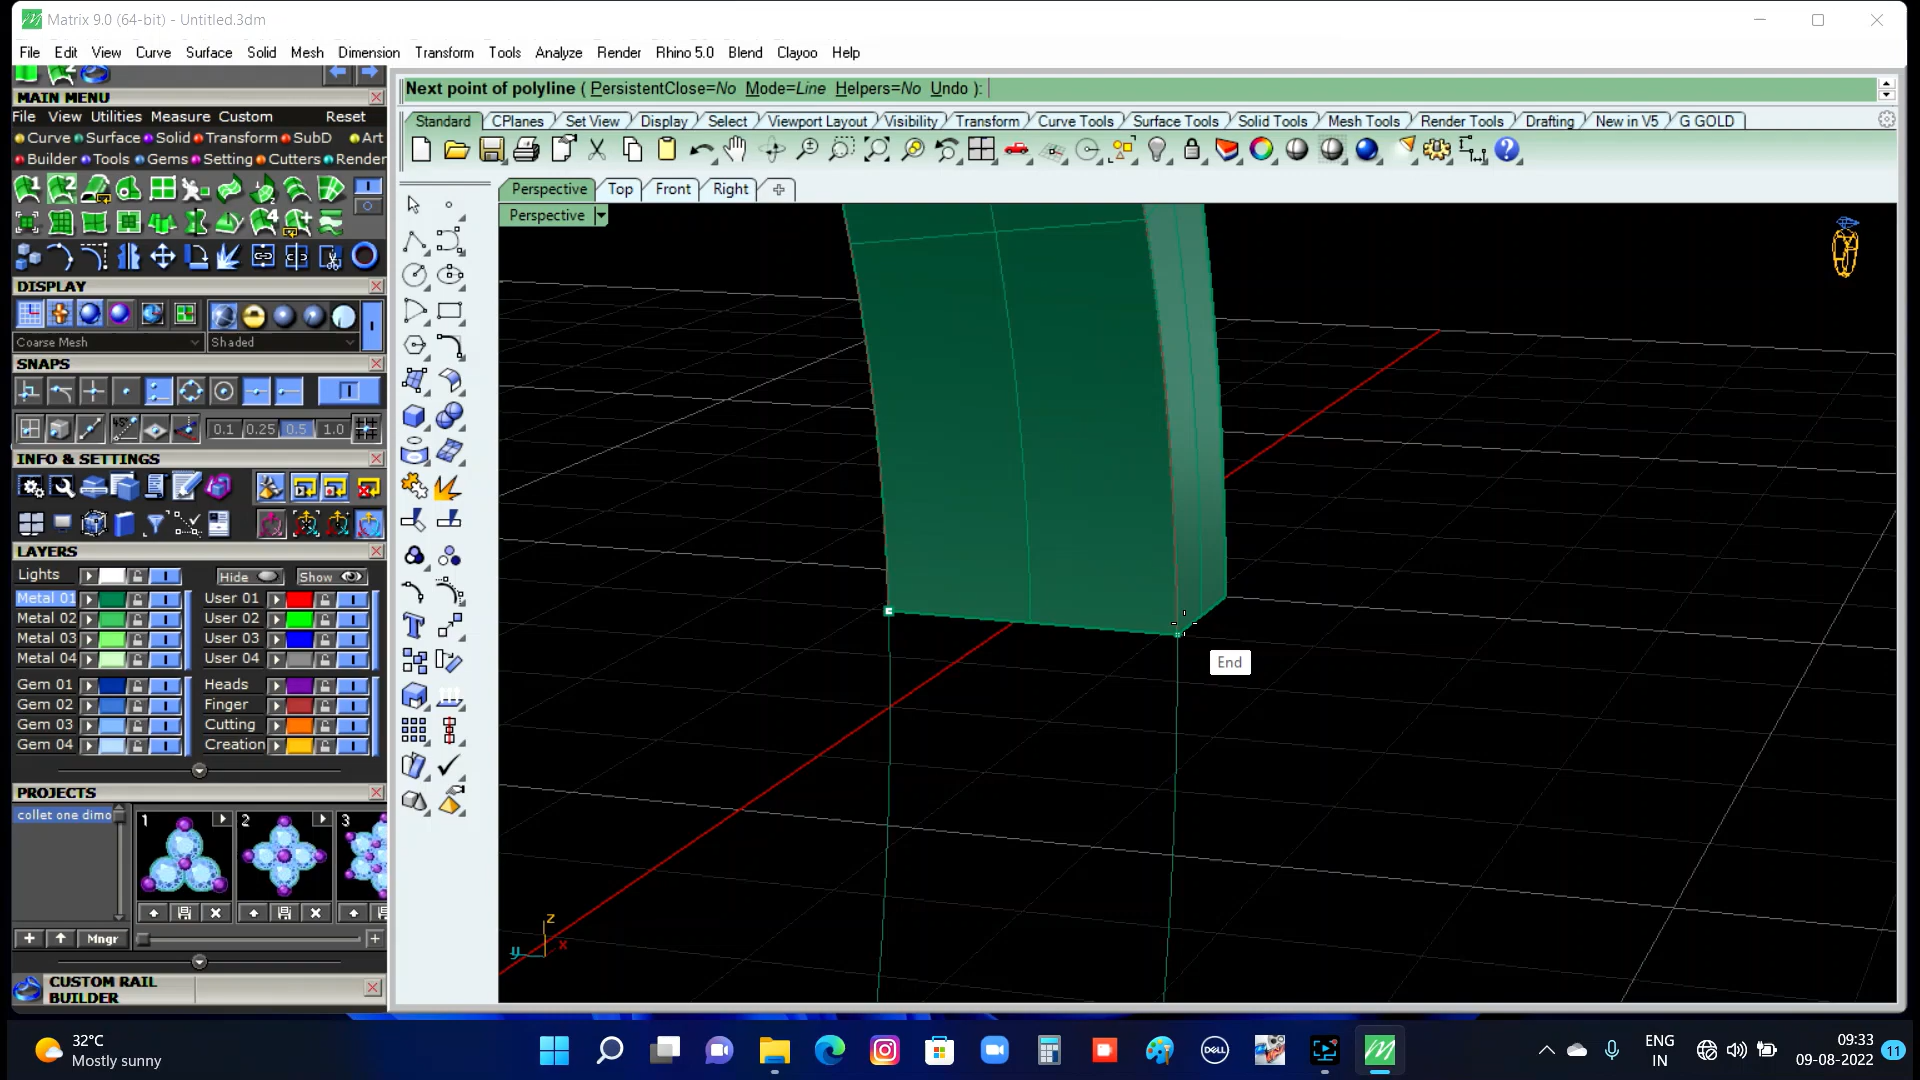 Matrix 9.0 (64-bit) - Untitled.3dm
File Edit View Curve Surface Solid Mesh Dimension Transform Tools Analyze Render Rhino 5.0 Blend Clayoo Help
Next point of polyline ( PersistentClose=No Mode=Line Helpers=No Undo ):
MAIN MENU
File View Utilities Measure Custom Reset
Curve Surface Solid Transform SubD Art
Builder Tools Gems Setting Cutters Render
Standard CPlanes Set View Display Select Viewport Layout Visibility Transform Curve Tools Surface Tools Solid Tools Mesh Tools Render Tools Drafting New in V5 G GOLD
Perspective Top Front Right
Perspective
DISPLAY
Coarse Mesh Shaded
SNAPS
0.1 0.25 0.5 1.0
INFO & SETTINGS
LAYERS
Lights Hide Show
Metal 01 User 01
Metal 02 User 02
Metal 03 User 03
Metal 04 User 04
Gem 01 Heads
Gem 02 Finger
Gem 03 Cutting
Gem 04 Creation
End
PROJECTS
collet one dimo
1 2 3
Mngr
CUSTOM RAIL
BUILDER
z
x
y
32°C
Mostly sunny
DELL
ENG
IN
09:33
09-08-2022
11